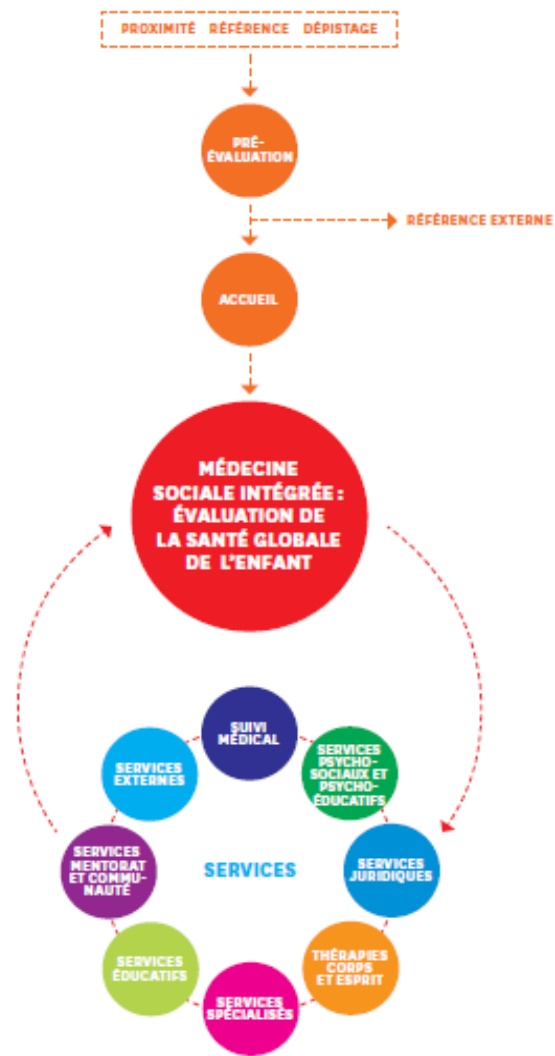 PROXIMITÉ RÉFÉRENCE DÉPISTAGE
PRÉ-
ÉVALUATION
RÉFÉRENCE EXTERNE
ACCUEIL
MÉDECINE
SOCIALE INTÉGRÉE :
ÉVALUATION DE
LA SANTÉ GLOBALE
DE L'ENFANT
SUIVI
MÉDICAL
SERVICES
PSYCHO-
SOCIAUX ET
PSYCHO-
ÉDUCATIFS
SERVICES
EXTERNES
SERVICES
MENTORAT
ET COMMU-
NAUTÉ
SERVICES
SERVICES
JURIDIQUES
SERVICES
ÉDUCATIFS
THÉRAPIES
CORPS
ET ESPRIT
SERVICES
SPÉCIALISÉS